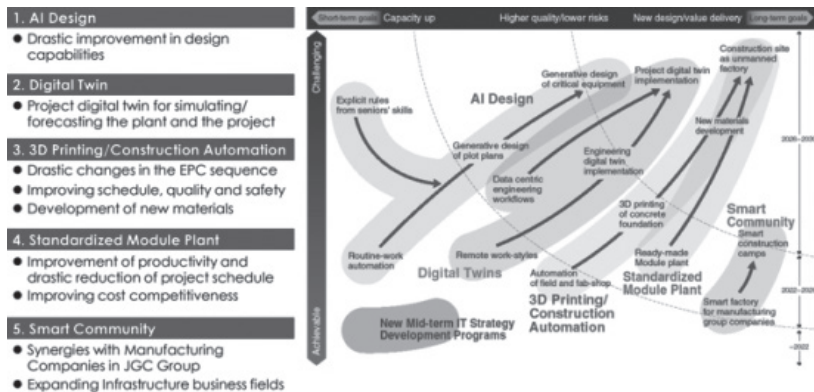 1. AI Design
● Drastic improvement in design
capabilities
2. Digital Twin
● Project digital twin for simulating/
forecasting the plant and the project
3. 3D Printing/Construction Automation
● Drastic changes in the EPC sequence
● Improving schedule, quality and safety
● Development of new materials
4. Standardized Module Plant
● Improvement of productivity and
drastic reduction of project schedule
● Improving cost competitiveness
5. Smart Community
● Synergies with Manufacturing
Companies in JGC Group
● Expanding Infrastructure business fields
Short-term goals
Capacity up
Higher quality/lower risks
New design/value delivery
Long-term goals
Challenging
Achievable
Explicit rules
from seniors' skills
AI Design
Generative design
of critical equipment
Project digital twin
implementation
Construction site
as unmanned
factory
Generative design
of plot plans
Data centric
engineering
workflows
Engineering
digital twin
implementation
New materials
development
3D printing
of concrete
foundation
Smart
Community
Smart
construction
camps
Routine-work
automation
Digital Twins
Remote work-styles
Automation
of field and fab-shop
3D Printing/
Construction
Automation
Ready-made
Module plant
Standardized
Module Plant
Smart factory
for manufacturing
group companies
New Mid-term IT Strategy
Development Programs
~2022